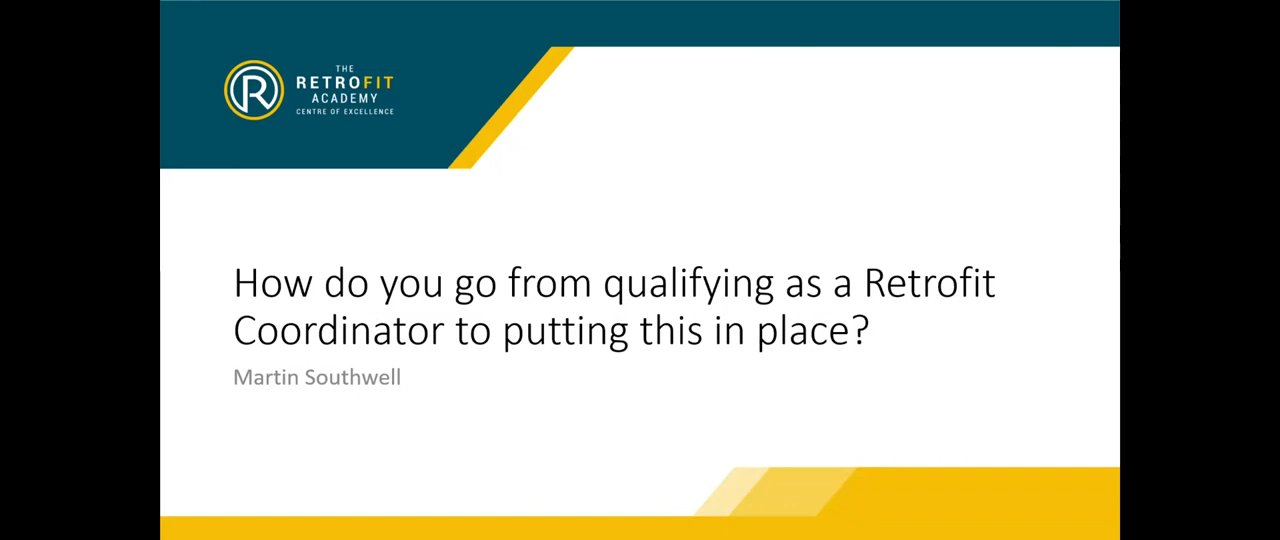 R
THE
RETROFIT
ACADEMY
CENTRE OF EXCELLENCE
How do you go from qualifying as a Retrofit
Coordinator to putting this in place?
Martin Southwell